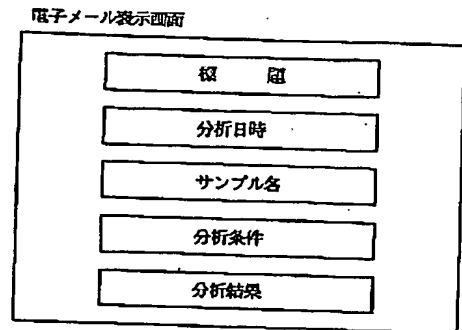 電子メール表示画面
標　　題
分析日時
サンプル名
分析条件
分析結果